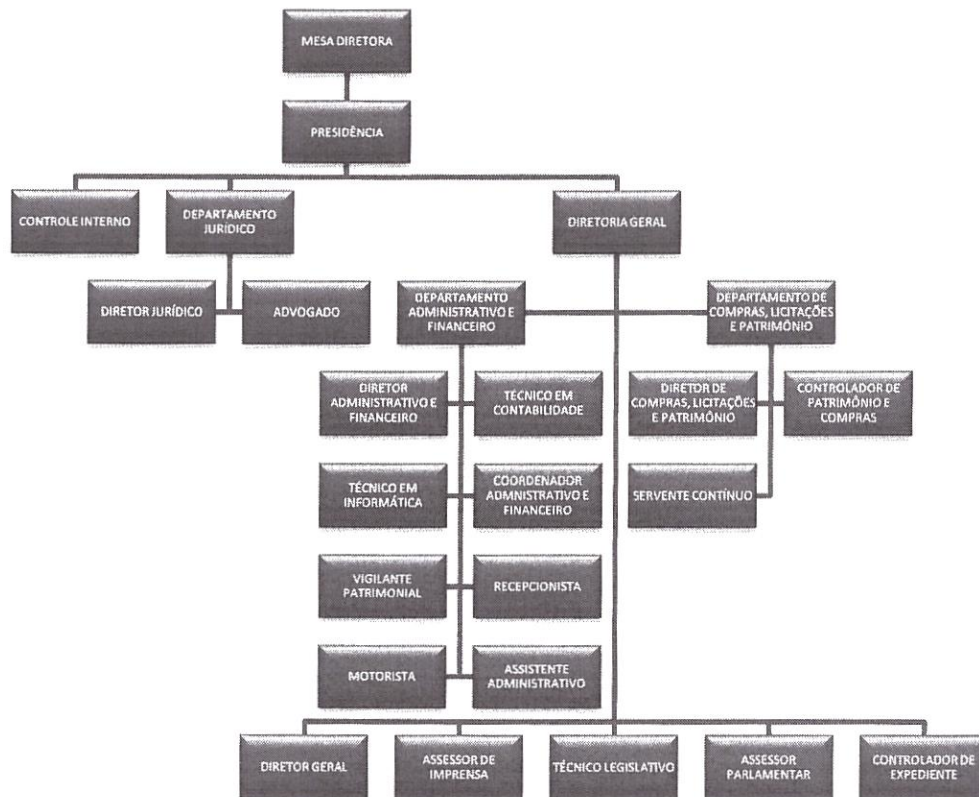 MESA DIRETORA
PRESIDÊNCIA
CONTROLE INTERNO
DEPARTAMENTO
JURÍDICO
DIRETORIA GERAL
DIRETOR JURÍDICO
ADVOGADO
DEPARTAMENTO
ADMINISTRATIVO E
FINANCEIRO
DEPARTAMENTO DE
COMPRAS, LICITAÇÕES
E PATRIMÔNIO
DIRETOR
ADMINISTRATIVO E
FINANCEIRO
TÉCNICO EM
CONTABILIDADE
DIRETOR DE
COMPRAS, LICITAÇÕES
E PATRIMÔNIO
CONTROLADOR DE
PATRIMÔNIO E
COMPRAS
TÉCNICO EM
INFORMÁTICA
COORDENADOR
ADMNISTRATIVO E
FINANCEIRO
SERVENTE CONTÍNUO
VIGILANTE
PATRIMONIAL
RECEPCIONISTA
MOTORISTA
ASSISTENTE
ADMINISTRATIVO
DIRETOR GERAL
ASSESSOR DE
IMPRENSA
TÉCNICO LEGISLATIVO
ASSESSOR
PARLAMENTAR
CONTROLADOR DE
EXPEDIENTE